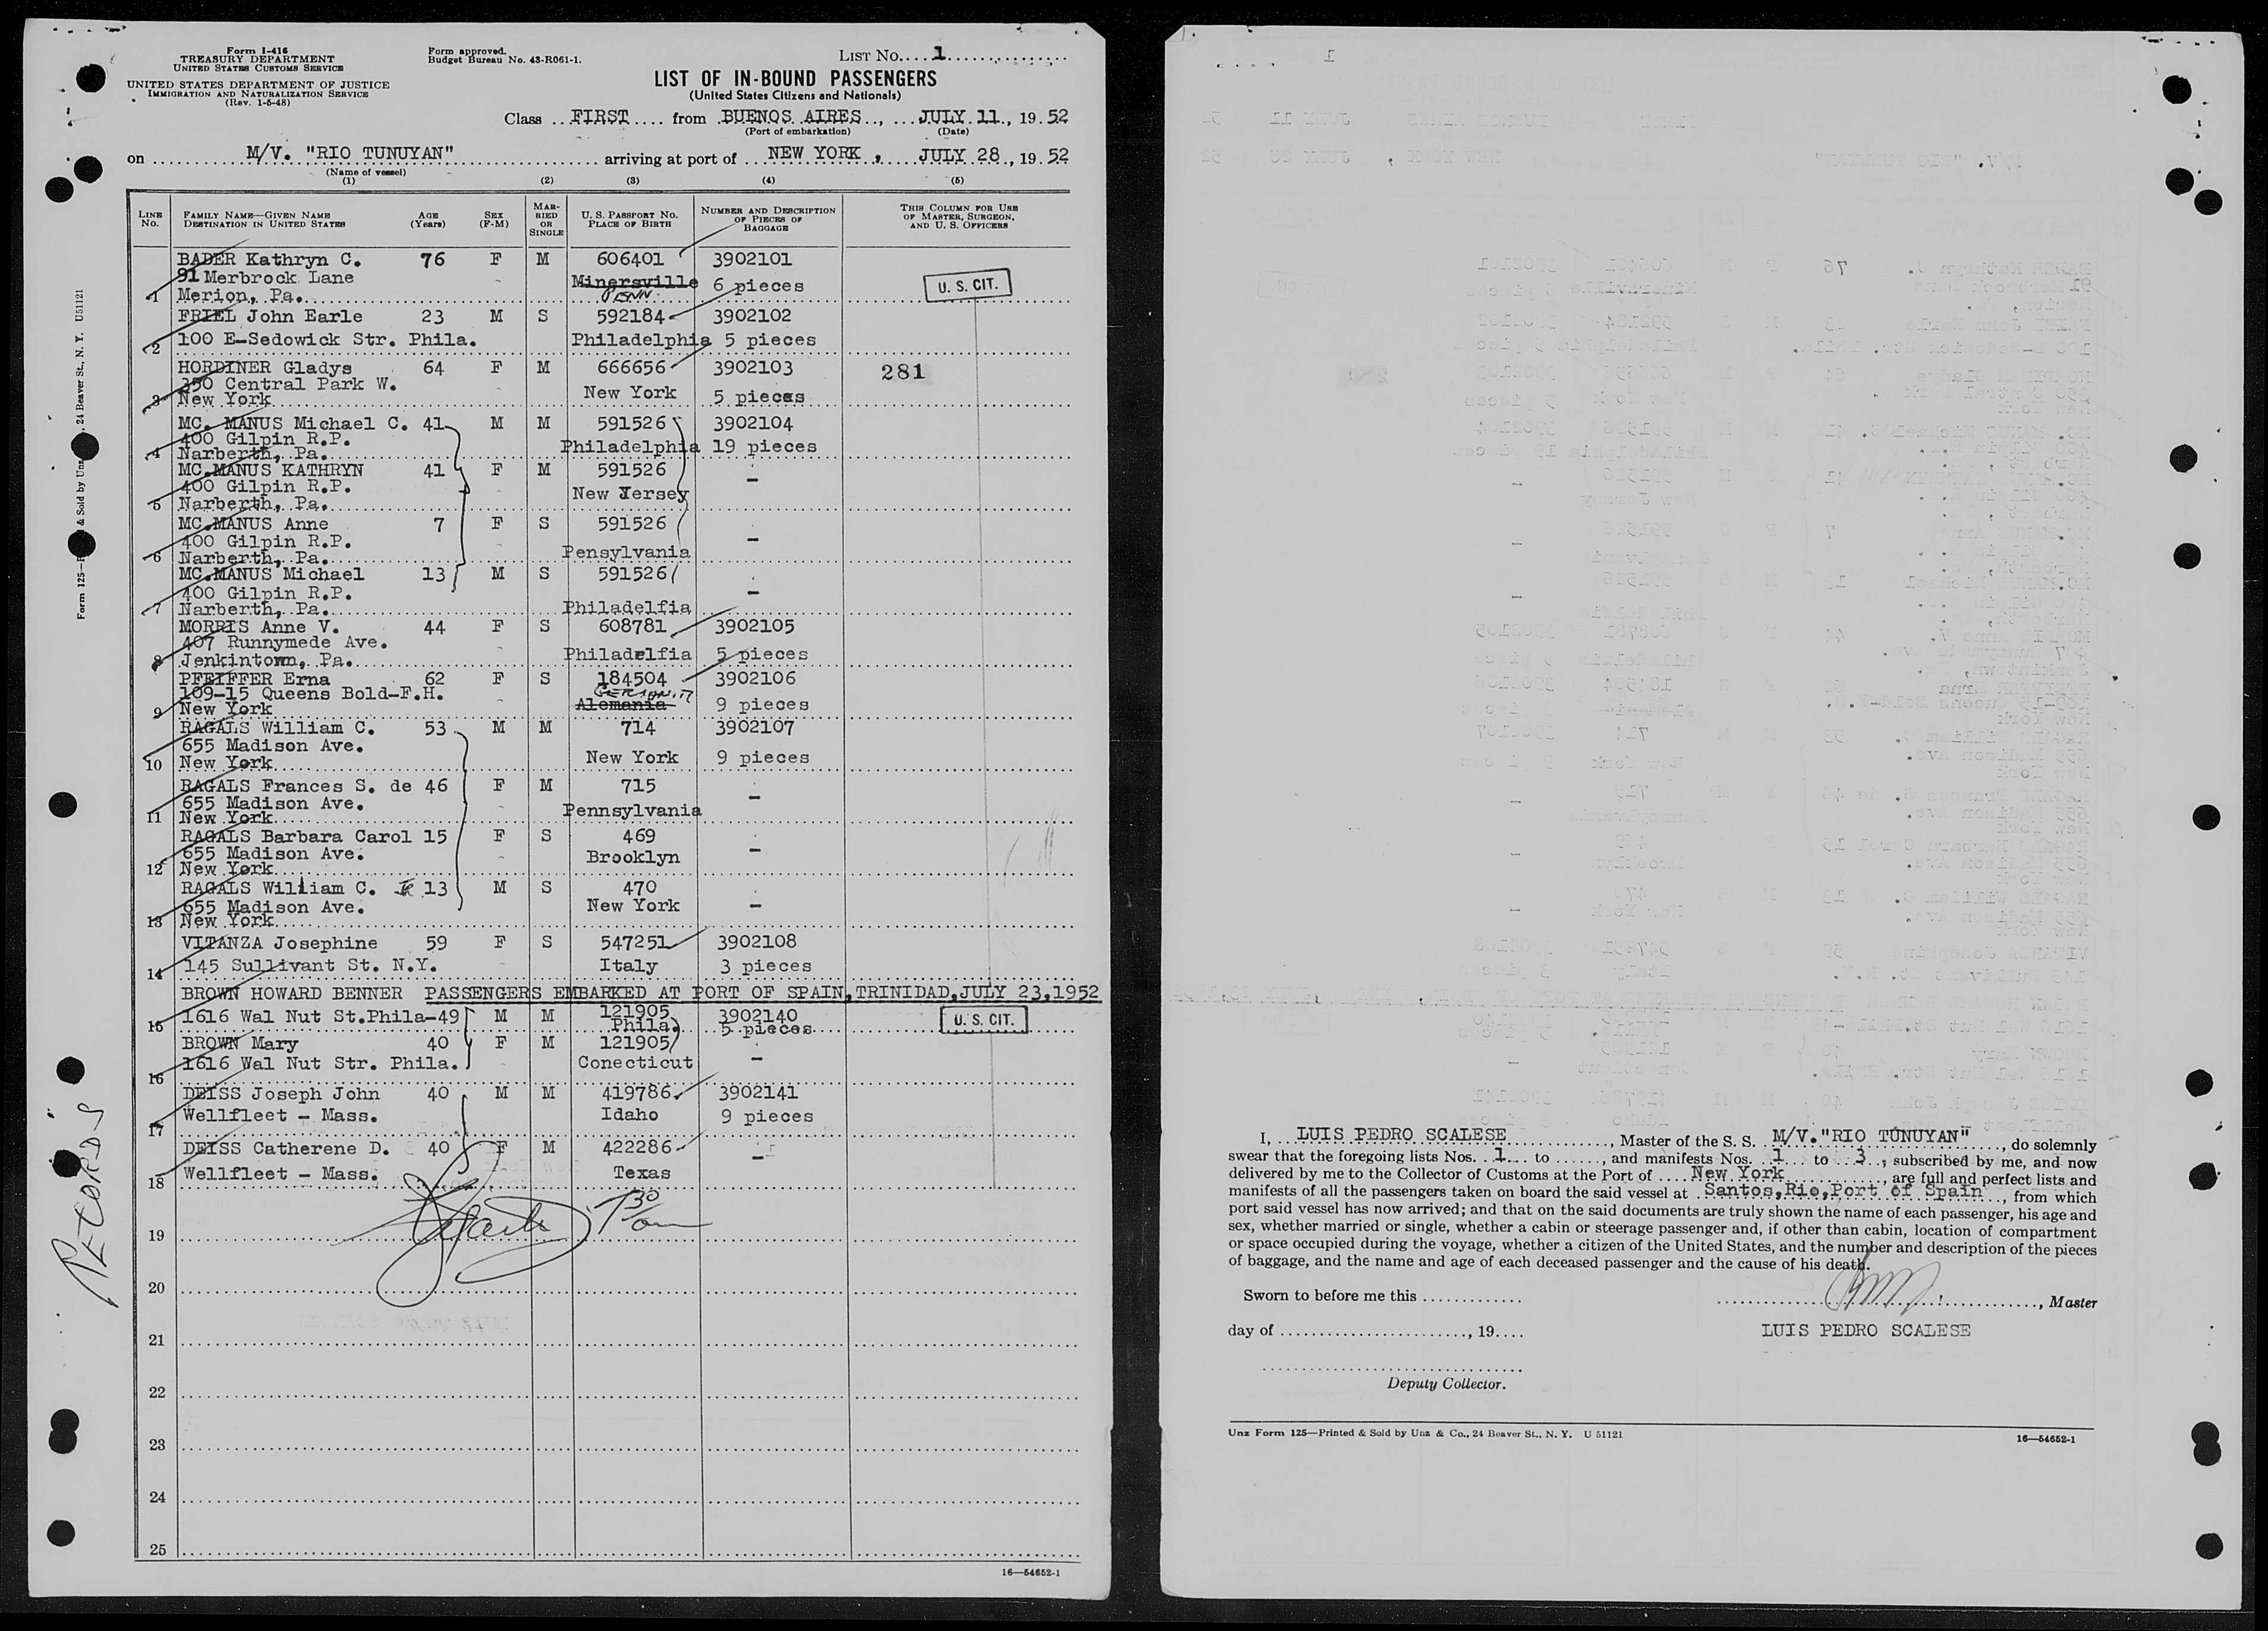 Form I-416
TREASURY DEPARTMENT
UNITED STATES CUSTOMS SERVICE
UNITED STATES DEPARTMENT OF JUSTICE
IMMIGRATION AND NATURALIZATION SERVICE
(Rev. 1-5-48)
Form approved.
Budget Bureau No. 43-R061-1.
LIST No. 1
LIST OF IN-BOUND PASSENGERS
(United States Citizens and Nationals)
Class FIRST from BUENOS AIRES, JULY 11, 1952
(Port of embarkation) (Date)
on M/V. "RIO TUNUYAN" arriving at port of NEW YORK, JULY 28, 1952
(Name of vessel)
(1) (2) (3) (4) (5)
LINE No. FAMILY NAME—GIVEN NAME DESTINATION IN UNITED STATES AGE (Years) SEX (F-M) MARRIED OR SINGLE U. S. PASSPORT No. PLACE OF BIRTH NUMBER AND DESCRIPTION OF PIECES OF BAGGAGE THIS COLUMN FOR USE OF MASTER, SURGEON, AND U. S. OFFICERS
BADER Kathryn C. 76 F M 606401 3902101
91 Merbrock Lane Minersville 6 pieces U. S. CIT.
1 Merion, Pa. PENN.
FRIEL John Earle 23 M S 592184 3902102
2 100 E-Sedowick Str. Phila. Philadelphia 5 pieces
HORDINER Gladys 64 F M 666656 3902103 281
350 Central Park W.
3 New York New York 5 pieces
MC. MANUS Michael C. 41 M M 591526 3902104
400 Gilpin R.P.
4 Narberth, Pa. Philadelphia 19 pieces
MC.MANUS KATHRYN 41 F M 591526 -
400 Gilpin R.P. New Jersey
5 Narberth, Pa.
MC.MANUS Anne 7 F S 591526 -
400 Gilpin R.P.
6 Narberth, Pa. Pensylvania
MC.MANUS Michael 13 M S 591526 -
400 Gilpin R.P.
7 Narberth, Pa. Philadelfia
MORRIS Anne V. 44 F S 608781 3902105
407 Runnymede Ave.
8 Jenkintown, Pa. Philadelfia 5 pieces
PFEIFFER Erna 62 F S 184504 3902106
109-15 Queens Bold-F.H. GERMANY
9 New York Alemania 9 pieces
RAGALS William C. 53 M M 714 3902107
655 Madison Ave.
10 New York New York 9 pieces
RAGALS Frances S. de 46 F M 715 -
655 Madison Ave. Pennsylvania
11 New York
RAGALS Barbara Carol 15 F S 469 -
655 Madison Ave. Brooklyn
12 New York
RAGALS William C. Jr 13 M S 470 -
655 Madison Ave. New York
13 New York
VITANZA Josephine 59 F S 547251 3902108
14 145 Sullivant St. N.Y. Italy 3 pieces
BROWN HOWARD BENNER PASSENGERS EMBARKED AT PORT OF SPAIN,TRINIDAD,JULY 23,1952
15 1616 Wal Nut St.Phila-49 M M 121905 Phila. 3902140 5 pieces U. S. CIT.
BROWN Mary 40 F M 121905 -
16 1616 Wal Nut Str. Phila. Conecticut
DEISS Joseph John 40 M M 419786 3902141
17 Wellfleet - Mass. Idaho 9 pieces
DEISS Catherene D. 40 F M 422286 -
18 Wellfleet - Mass. Texas
19
20
21
22
23
24
25
16—54652-1
RECORDS
24 Beaver St., N. Y. U51121
I, LUIS PEDRO SCALESE, Master of the S. S. M/V."RIO TUNUYAN", do solemnly
swear that the foregoing lists Nos. 1 to ......, and manifests Nos. 1 to 3, subscribed by me, and now
delivered by me to the Collector of Customs at the Port of New York, are full and perfect lists and
manifests of all the passengers taken on board the said vessel at Santos,Rio,Port of Spain, from which
port said vessel has now arrived; and that on the said documents are truly shown the name of each passenger, his age and
sex, whether married or single, whether a cabin or steerage passenger and, if other than cabin, location of compartment
or space occupied during the voyage, whether a citizen of the United States, and the number and description of the pieces
of baggage, and the name and age of each deceased passenger and the cause of his death.
Sworn to before me this ............
............, Master
day of ............, 19....
LUIS PEDRO SCALESE
Deputy Collector.
Unz Form 125—Printed & Sold by Unz & Co., 24 Beaver St., N. Y. U 51121
16—54652-1